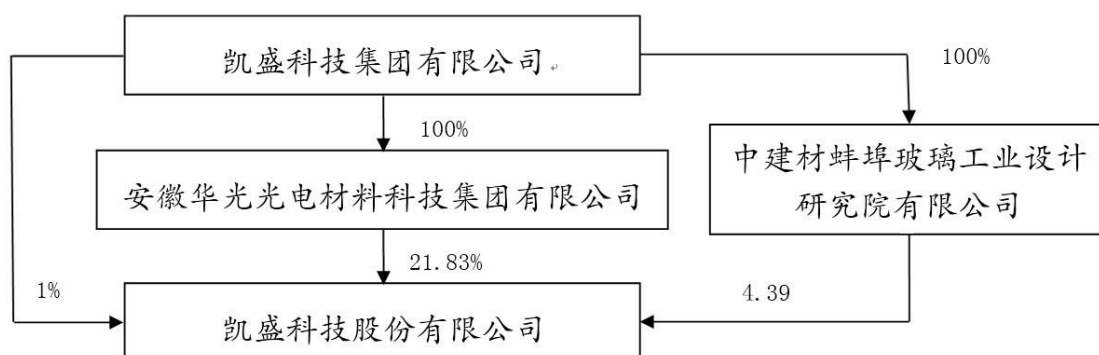 凯盛科技集团有限公司
100%
100%
中建材蚌埠玻璃工业设计
研究院有限公司
安徽华光光电材料科技集团有限公司
21.83%
1%
4.39
凯盛科技股份有限公司